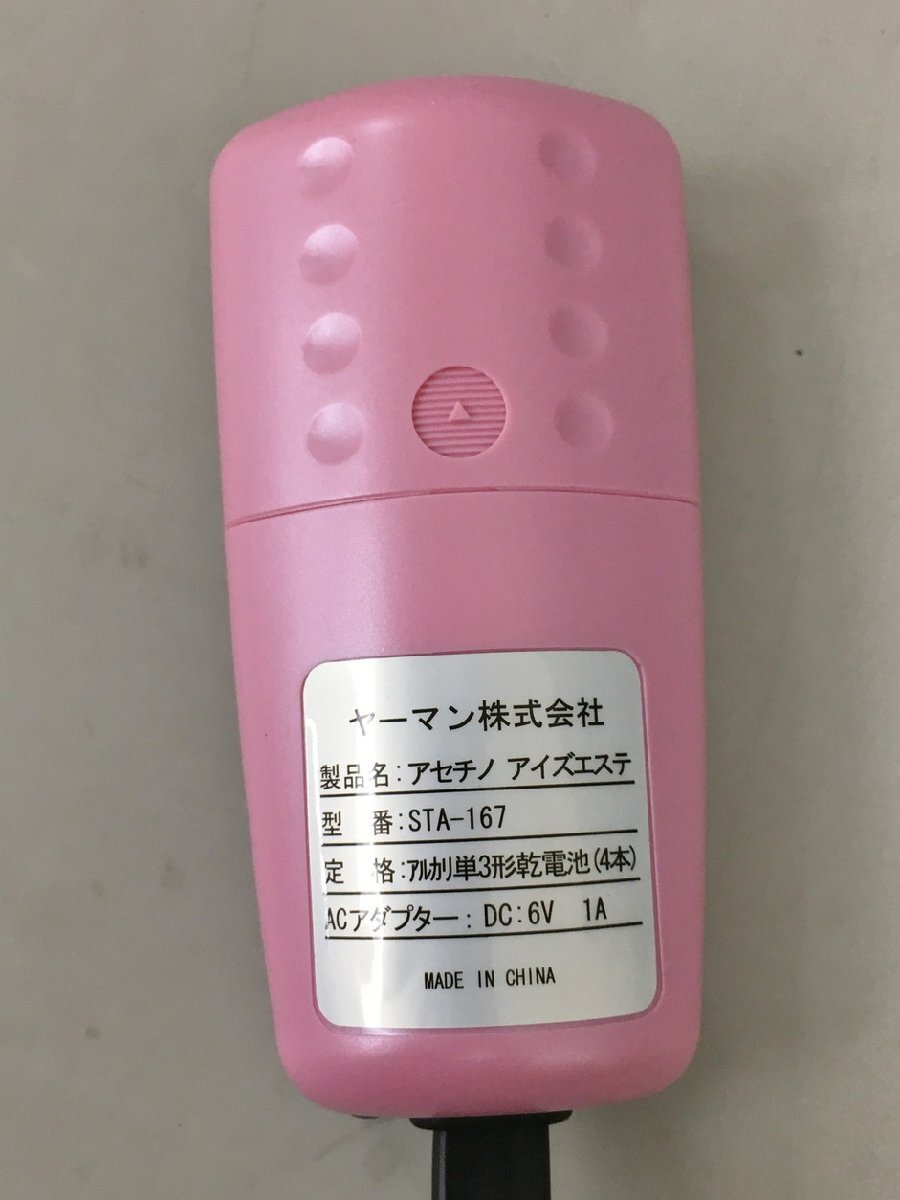 ヤーマン株式会社
製品名:アセチノ アイズエステ
型 番:STA-167
定 格:ｱﾙｶﾘ単3形乾電池(4本)
ACアダプター:DC:6V 1A
MADE IN CHINA